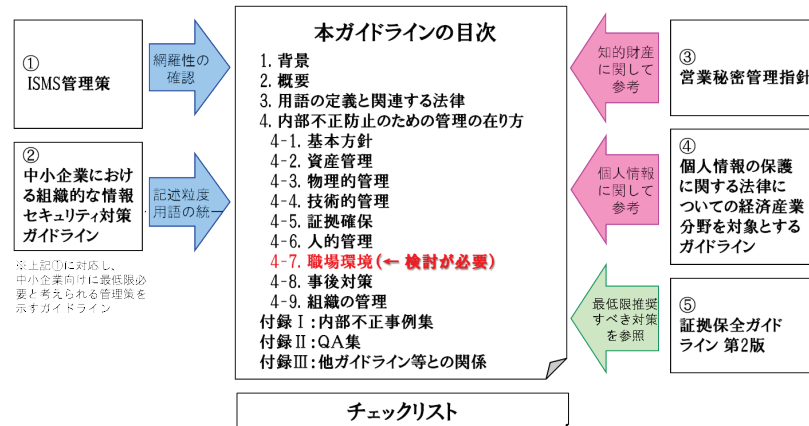 ①
ISMS管理策
②
中小企業におけ
る組織的な情報
セキュリティ対策
ガイドライン
※上記①に対応し、
中小企業向けに最低限必
要と考えられる管理策を
示すガイドライン
網羅性の
確認
記述粒度
用語の統一
本ガイドラインの目次
1. 背景
2. 概要
3. 用語の定義と関連する法律
4. 内部不正防止のための管理の在り方
4-1. 基本方針
4-2. 資産管理
4-3. 物理的管理
4-4. 技術的管理
4-5. 証拠確保
4-6. 人的管理
4-7. 職場環境(← 検討が必要)
4-8. 事後対策
4-9. 組織の管理
付録Ⅰ:内部不正事例集
付録Ⅱ:QA集
付録Ⅲ:他ガイドライン等との関係
チェックリスト
知的財産
に関して
参考
個人情報
に関して
参考
最低限推奨
すべき対策
を参照
③
営業秘密管理指針
④
個人情報の保護
に関する法律に
ついての経済産業
分野を対象とする
ガイドライン
⑤
証拠保全ガイド
ライン 第2版